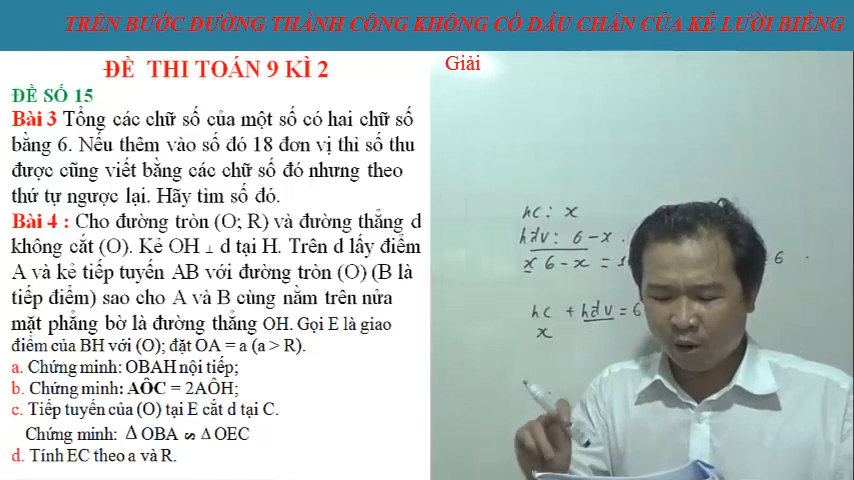 TRÊN BƯỚC ĐƯỜNG THÀNH CÔNG KHÔNG CÓ DẤU CHÂN CỦA KẺ LƯỜI BIẾNG
ĐỀ THI TOÁN 9 KÌ 2
ĐỀ SỐ 15
Bài 3 Tổng các chữ số của một số có hai chữ số
bằng 6. Nếu thêm vào số đó 18 đơn vị thì số thu
được cũng viết bằng các chữ số đó nhưng theo
thứ tự ngược lại. Hãy tìm số đó.
Bài 4 : Cho đường tròn (O; R) và đường thẳng d
không cắt (O). Kẻ OH ⊥ d tại H. Trên d lấy điểm
A và kẻ tiếp tuyến AB với đường tròn (O) (B là
tiếp điểm) sao cho A và B cùng nằm trên nửa
mặt phẳng bờ là đường thẳng OH. Gọi E là giao
điểm của BH với (O); đặt OA = a (a > R).
a. Chứng minh: OBAH nội tiếp;
b. Chứng minh: AÔC = 2AÔH;
c. Tiếp tuyến của (O) tại E cắt d tại C.
Chứng minh: Δ OBA ∽ Δ OEC
d. Tính EC theo a và R.
Giải
hc: x
hđv: 6-x
x 6-x =
= 6
hc + hđv = 6
x